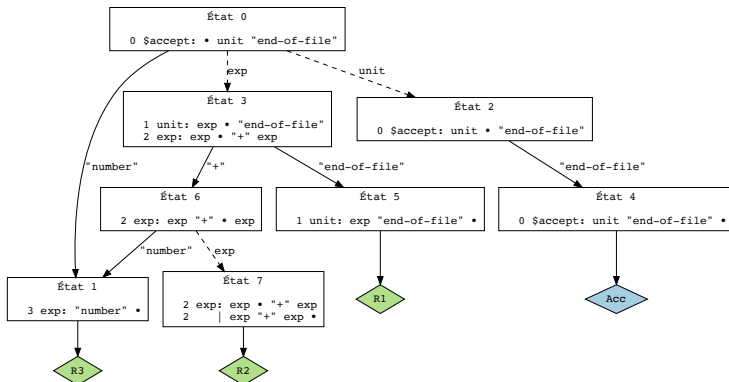 État 0
0 $accept: • unit "end-of-file"
exp
unit
État 3
1 unit: exp • "end-of-file"
2 exp: exp • "+" exp
État 2
0 $accept: unit • "end-of-file"
"number"
"+"
"end-of-file"
"end-of-file"
État 6
2 exp: exp "+" • exp
État 5
1 unit: exp "end-of-file" •
État 4
0 $accept: unit "end-of-file" •
"number"
exp
État 1
3 exp: "number" •
État 7
2 exp: exp • "+" exp
2 | exp "+" exp •
R1
Acc
R3
R2